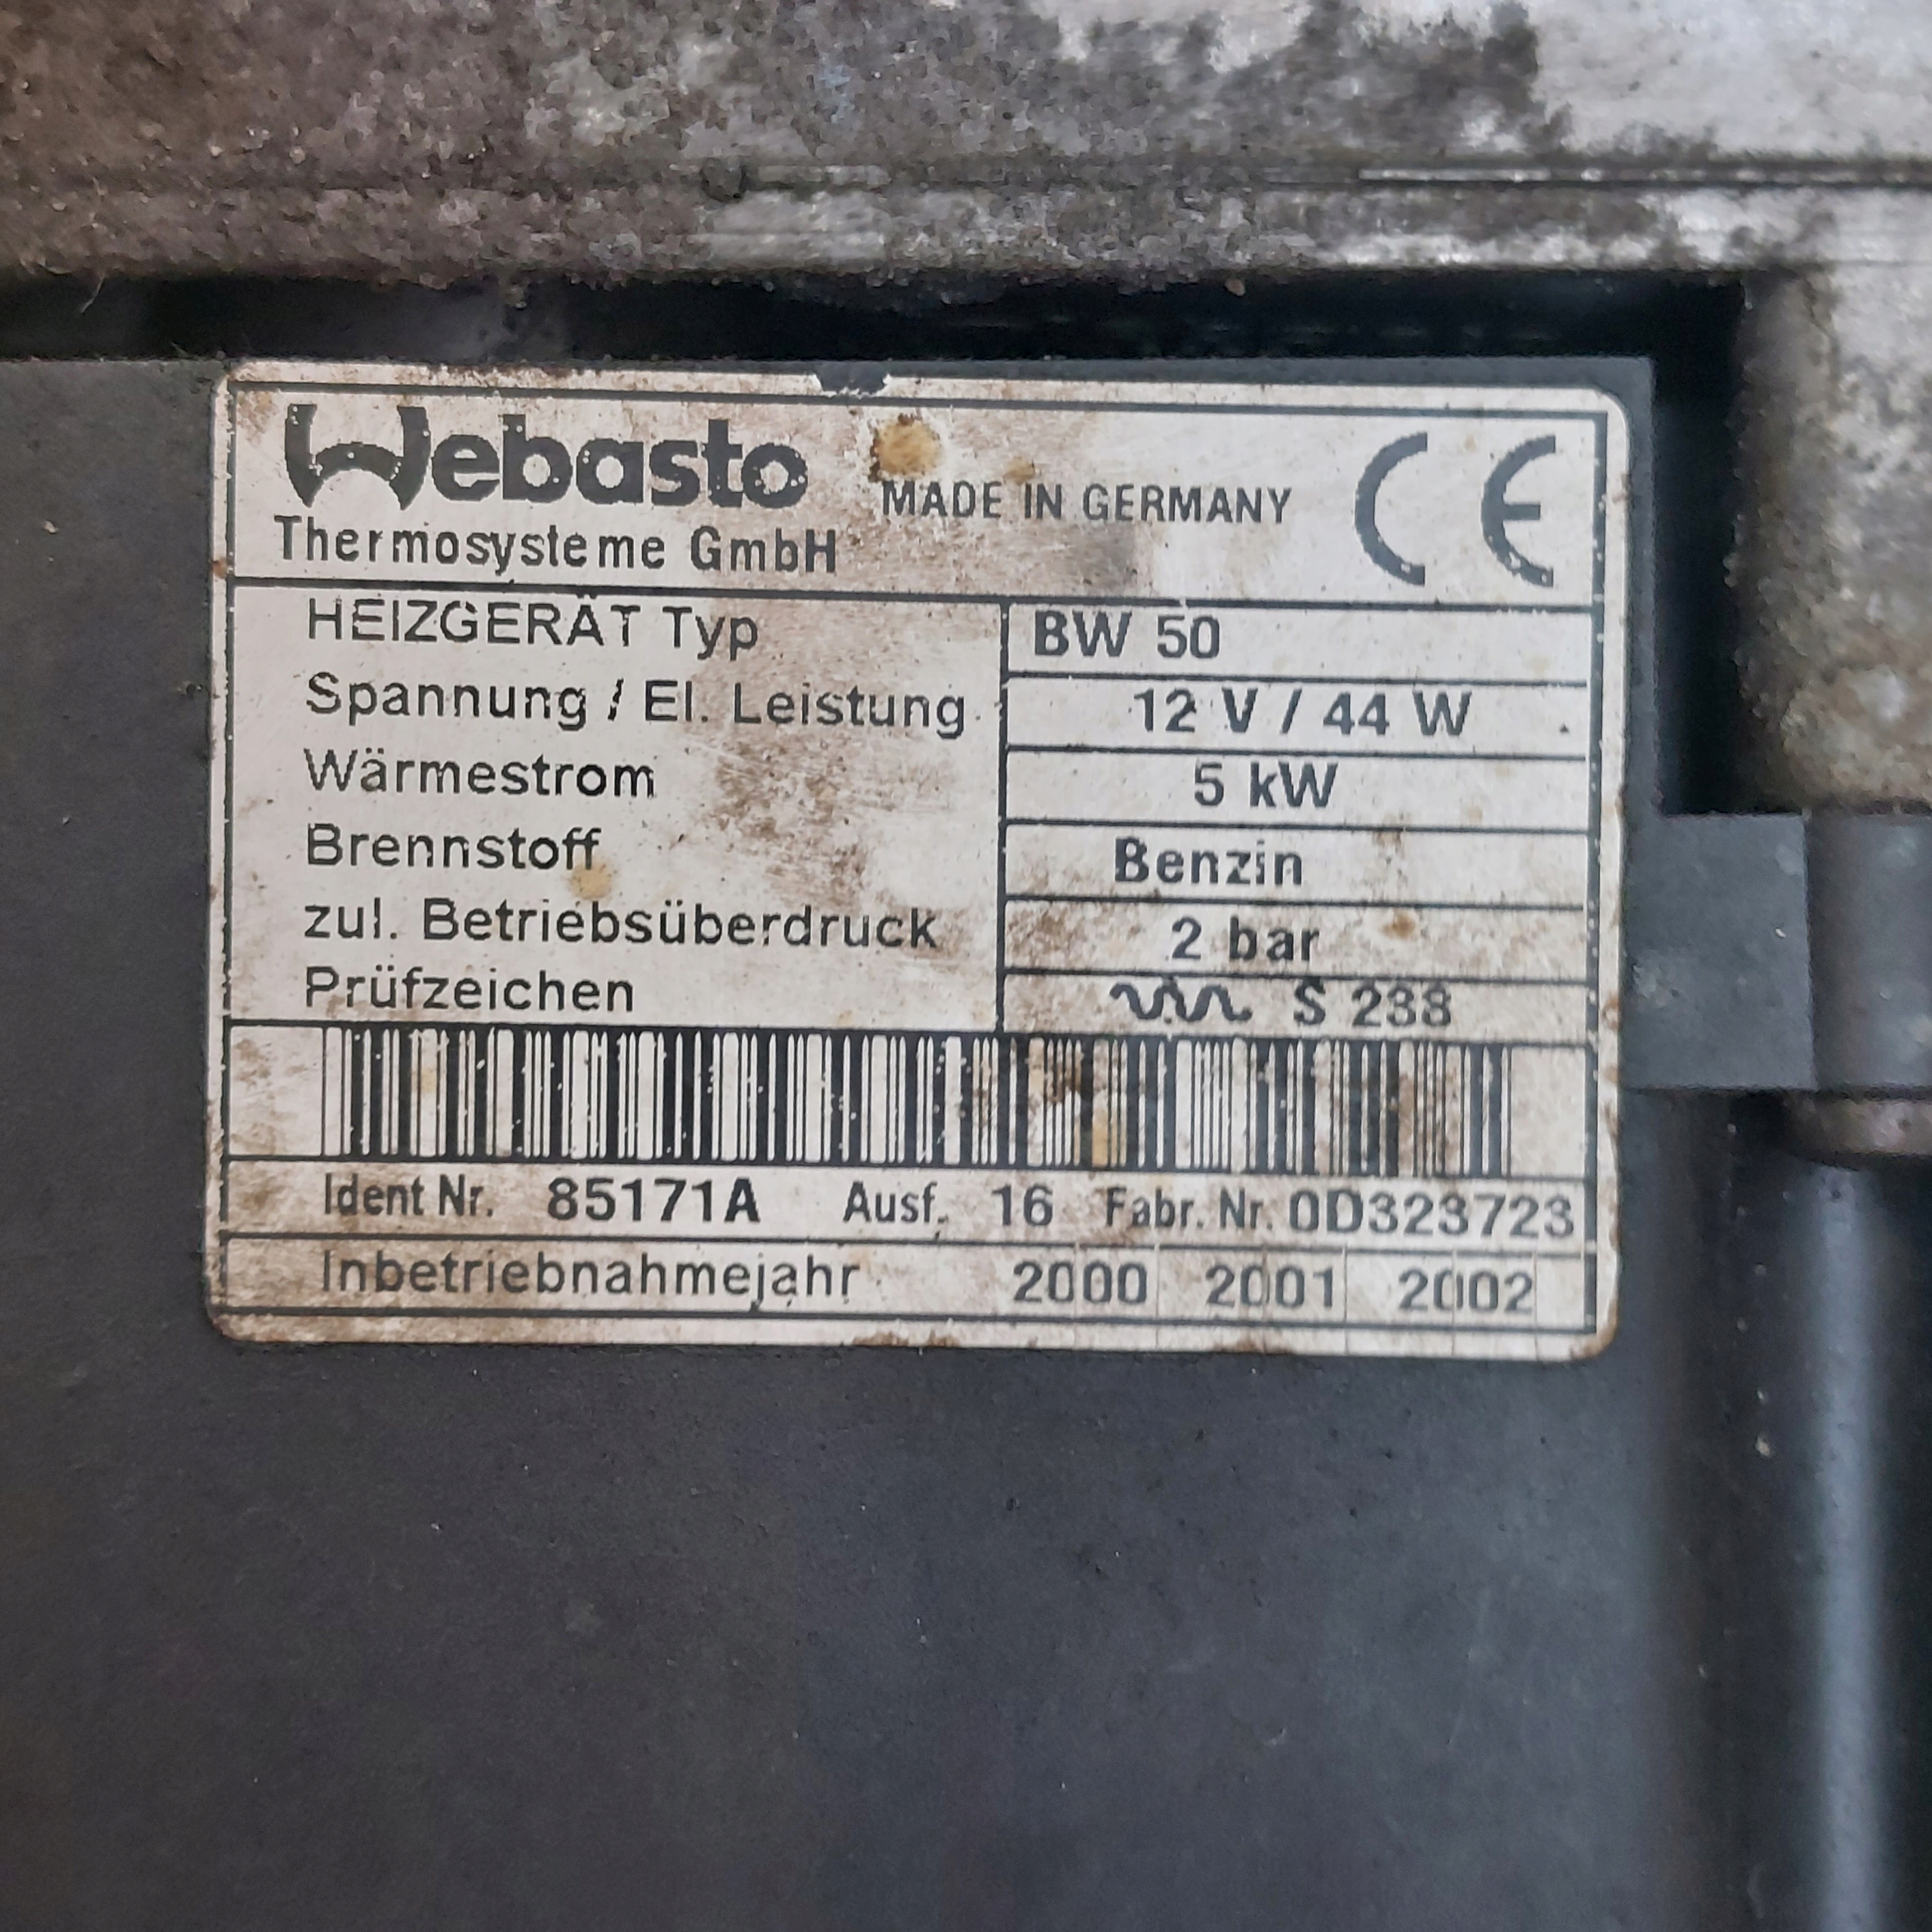 Webasto
MADE IN GERMANY
CE
Thermosysteme GmbH
HEIZGERÄT Typ BW 50
Spannung / El. Leistung 12 V / 44 W
Wärmestrom 5 kW
Brennstoff Benzin
zul. Betriebsüberdruck 2 bar
Prüfzeichen S 238
Ident Nr. 85171A Ausf. 16 Fabr. Nr. 0D323723
Inbetriebnahmejahr 2000 2001 2002